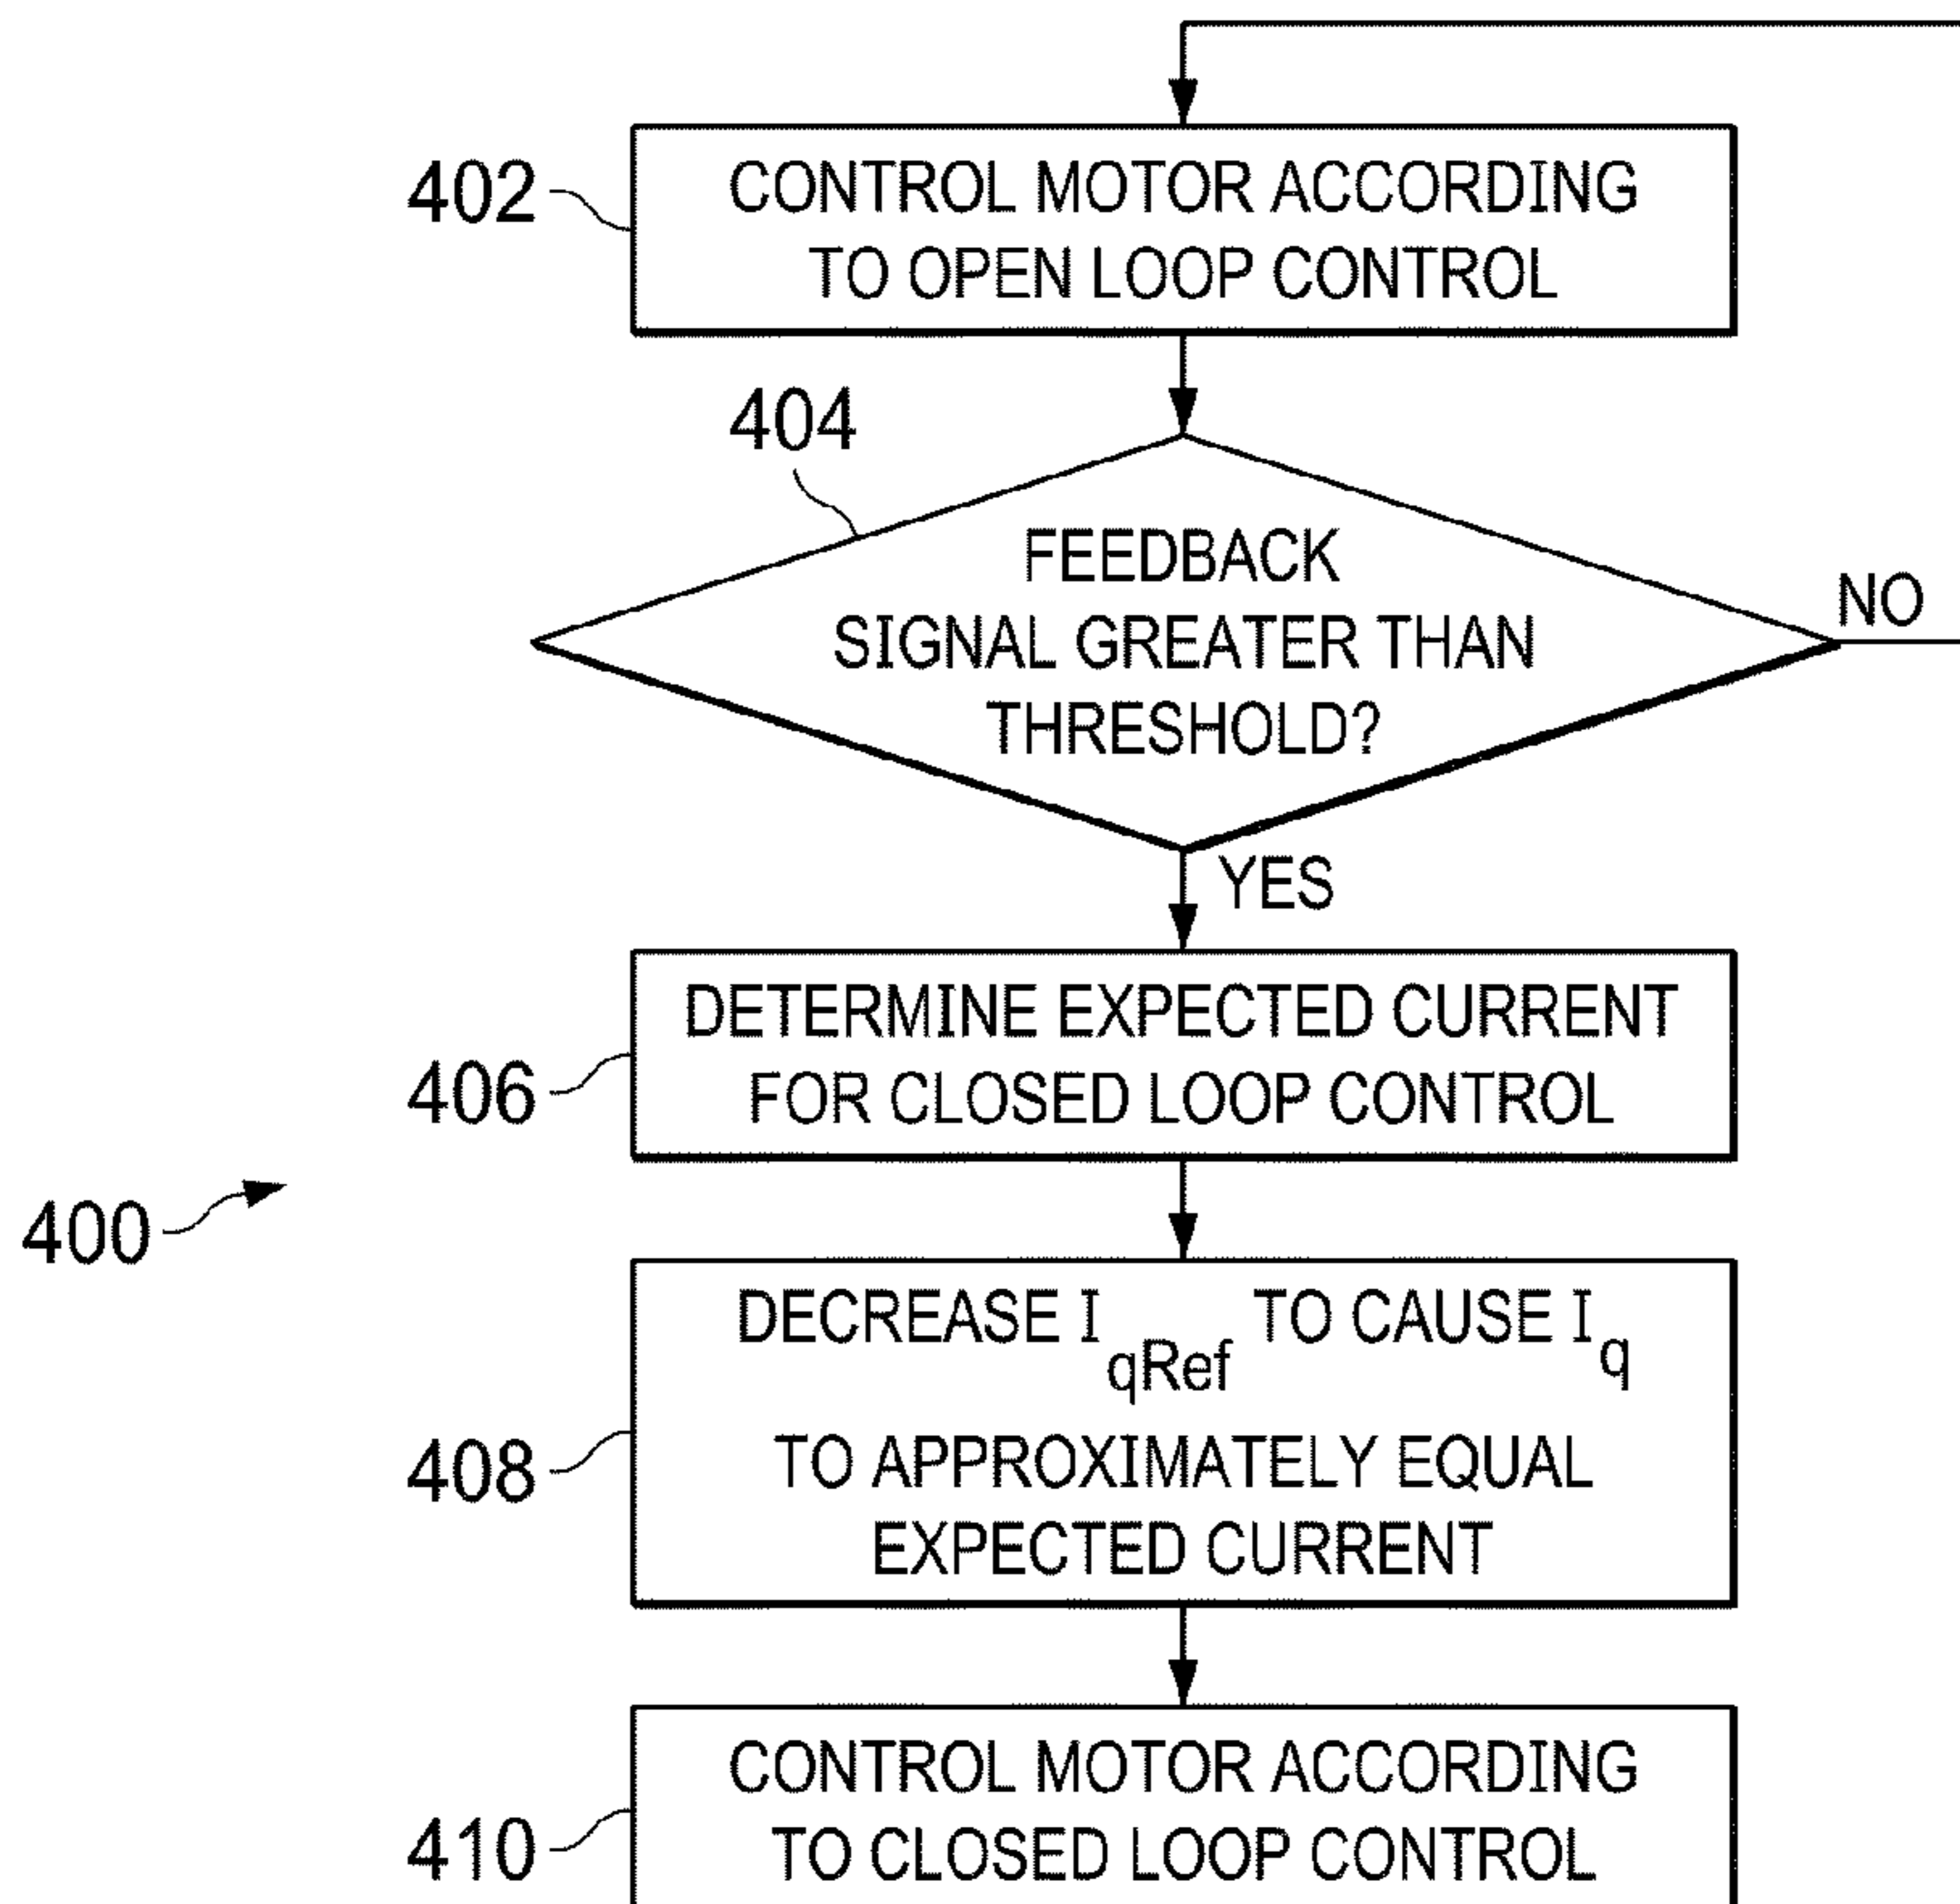 402
CONTROL MOTOR ACCORDING
TO OPEN LOOP CONTROL
404
FEEDBACK
SIGNAL GREATER THAN
THRESHOLD?
NO
YES
406
DETERMINE EXPECTED CURRENT
FOR CLOSED LOOP CONTROL
400
408
DECREASE I qRef TO CAUSE I q
TO APPROXIMATELY EQUAL
EXPECTED CURRENT
410
CONTROL MOTOR ACCORDING
TO CLOSED LOOP CONTROL